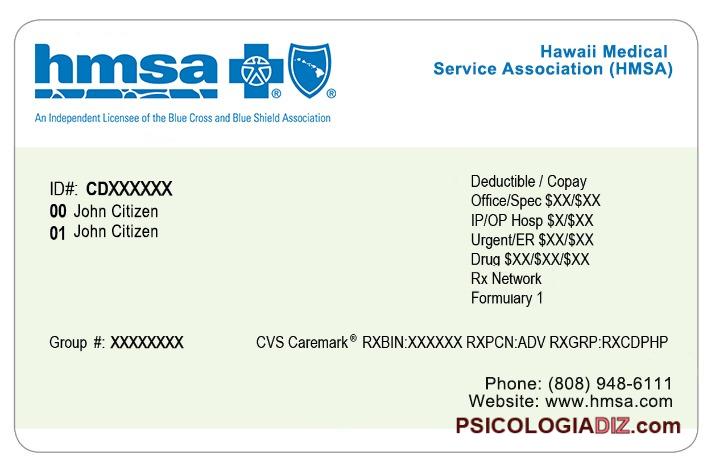 hmsa ® ®
An Independent Licensee of the Blue Cross and Blue Shield Association
Hawaii Medical
Service Association (HMSA)
ID#: CDXXXXXX
00 John Citizen
01 John Citizen
Deductible / Copay
Office/Spec $XX/$XX
IP/OP Hosp $X/$XX
Urgent/ER $XX/$XX
Drug $XX/$XX/$XX
Rx Network
Formulary 1
Group #: XXXXXXXX
CVS Caremark® RXBIN:XXXXXX RXPCN:ADV RXGRP:RXCDPHP
Phone: (808) 948-6111
Website: www.hmsa.com
PSICOLOGIADIZ.com